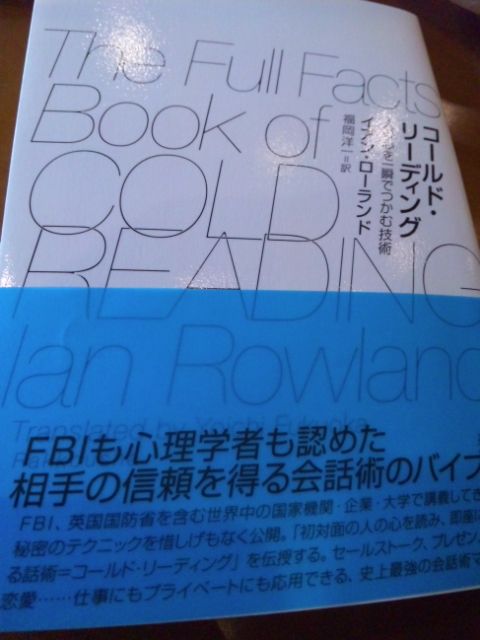 The Full Facts
Book of
COLD
READING
Ian Rowland
コールド・
リーディング
一瞬でつかむ技術
イアン・ローランド
福岡洋一=訳
Translated by Yoichi Fukuoka
FBIも心理学者も認めた
相手の信頼を得る会話術のバイブ
FBI、英国国防省を含む世界中の国家機関・企業・大学で講義してき
秘密のテクニックを惜しげもなく公開。「初対面の人の心を読み、即座に
る話術=コールド・リーディング」を伝授する。セールストーク、プレゼン、
恋愛……仕事にもプライベートにも応用できる、史上最強の会話術マ